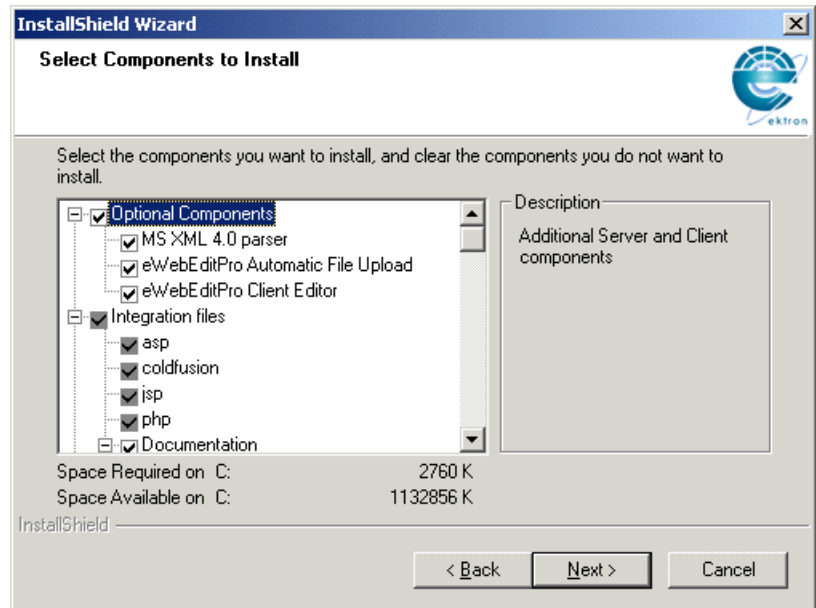 InstallShield Wizard
Select Components to Install
ektron
Select the components you want to install, and clear the components you do not want to
install.
Optional Components
MS XML 4.0 parser
eWebEditPro Automatic File Upload
eWebEditPro Client Editor
Integration files
asp
coldfusion
jsp
php
Documentation
Description
Additional Server and Client
components
Space Required on C: 2760 K
Space Available on C: 1132856 K
InstallShield
< Back Next > Cancel